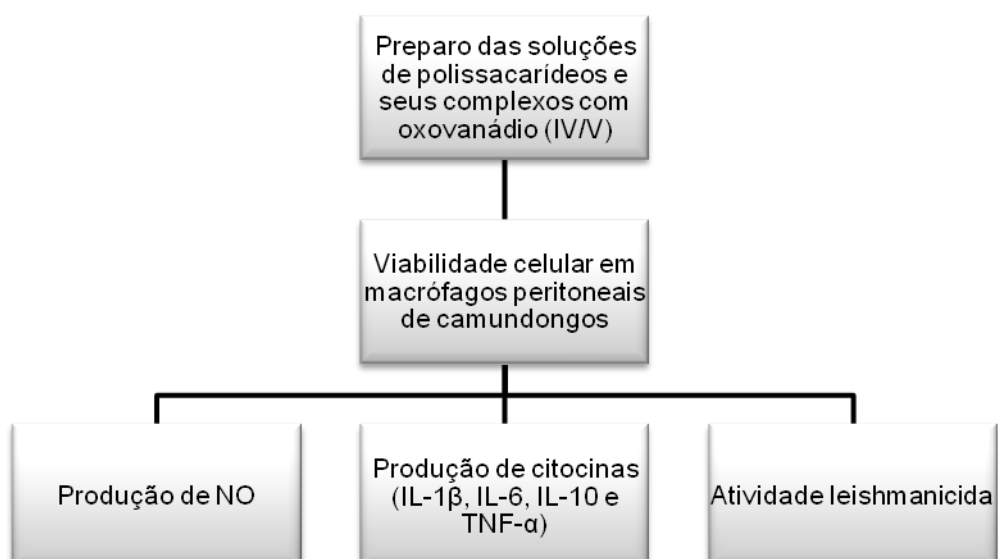 Preparo das soluções
de polissacarídeos e
seus complexos com
oxovanádio (IV/V)
Viabilidade celular em
macrófagos peritoneais
de camundongos
Produção de NO
Produção de citocinas
(IL-1β, IL-6, IL-10 e
TNF-α)
Atividade leishmanicida